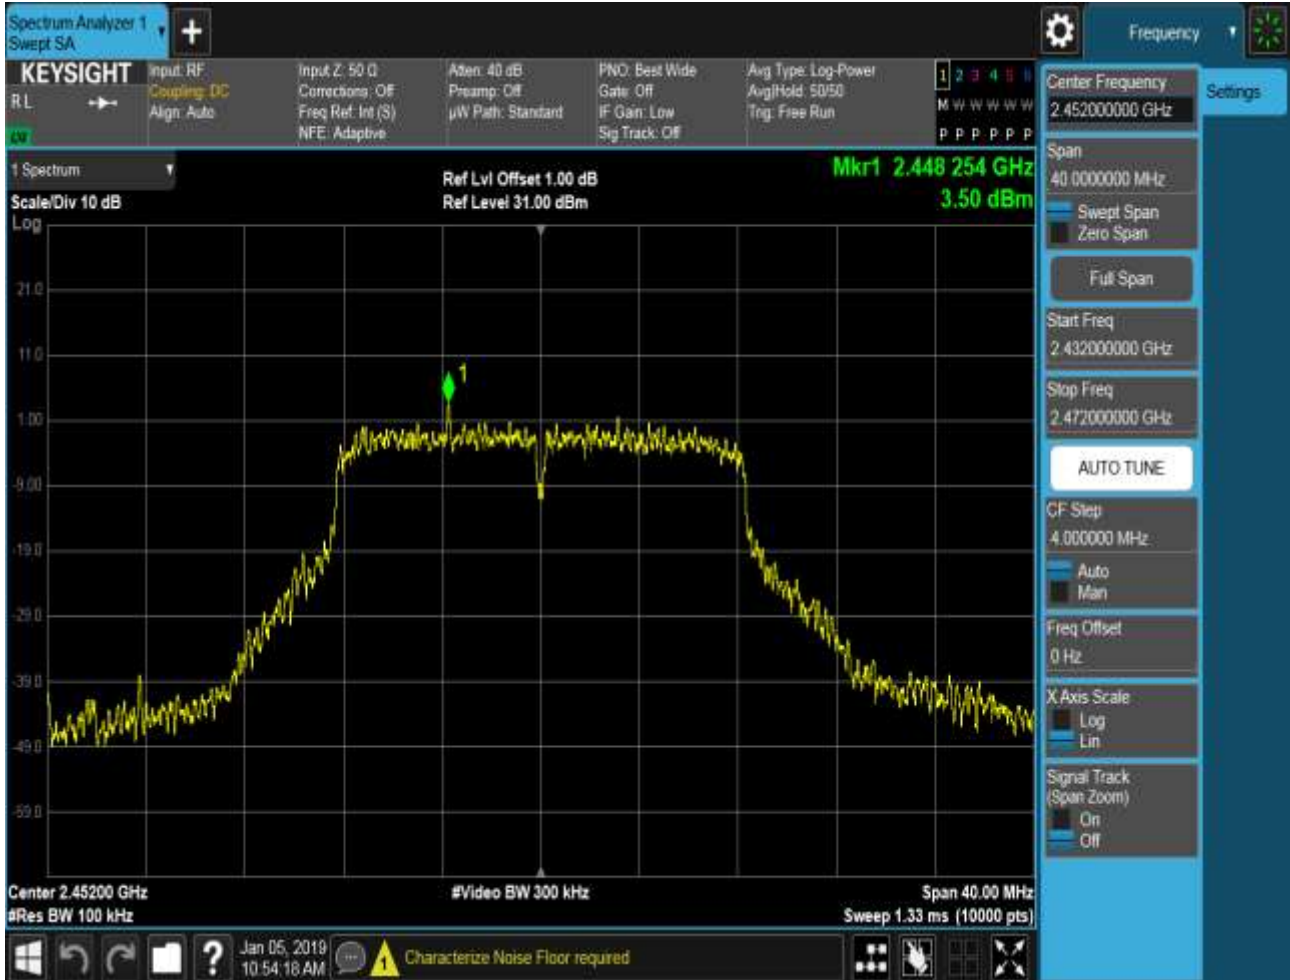 Spectrum Analyzer 1
Swept SA
Frequency
KEYSIGHT
R L
Input: RF
Coupling: DC
Align: Auto
Input Z: 50 Ω
Corrections: Off
Freq Ref: Int (S)
NFE: Adaptive
Atten: 40 dB
Preamp: Off
µW Path: Standard
PNO: Best Wide
Gate: Off
IF Gain: Low
Sig Track: Off
Avg Type: Log-Power
Avg|Hold: 50/50
Trig: Free Run
1 2 3 4 5 6
M W W W W W
P P P P P P
1 Spectrum
Scale/Div 10 dB
Log
Ref Lvl Offset 1.00 dB
Ref Level 31.00 dBm
Mkr1 2.448 254 GHz
3.50 dBm
21.0
11.0
1.00
-9.00
-19.0
-29.0
-39.0
-49.0
-59.0
1
Center 2.45200 GHz
#Res BW 100 kHz
#Video BW 300 kHz
Span 40.00 MHz
Sweep 1.33 ms (10000 pts)
Center Frequency
2.452000000 GHz
Settings
Span
40.0000000 MHz
Swept Span
Zero Span
Full Span
Start Freq
2.432000000 GHz
Stop Freq
2.472000000 GHz
AUTO TUNE
CF Step
4.000000 MHz
Auto
Man
Freq Offset
0 Hz
X Axis Scale
Log
Lin
Signal Track
(Span Zoom)
On
Off
?
Jan 05, 2019
10:54:18 AM
1
Characterize Noise Floor required